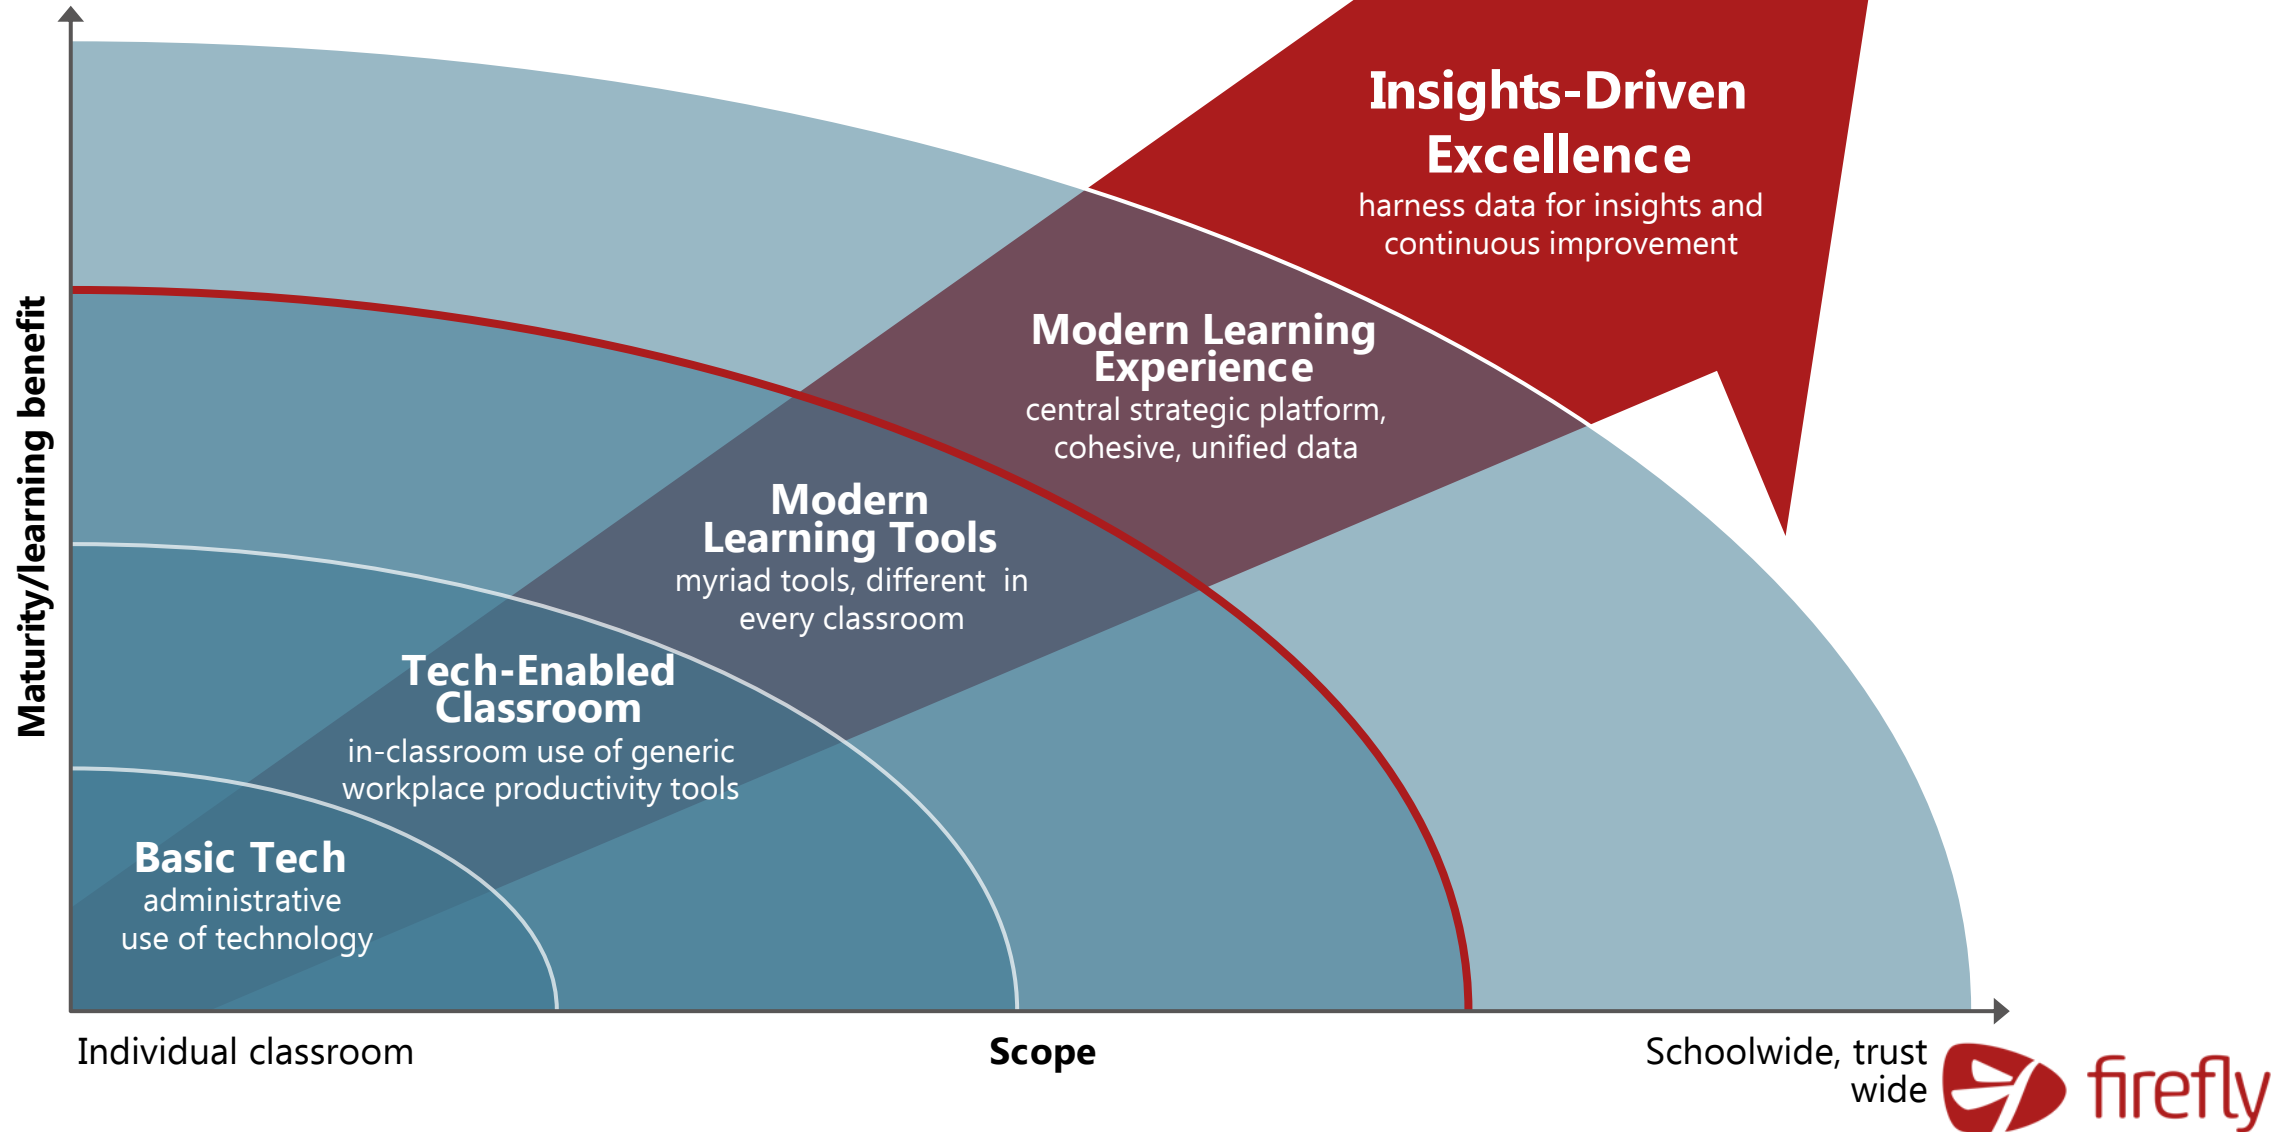 Insights-Driven
Excellence
harness data for insights and
continuous improvement
Modern Learning
Experience
central strategic platform,
cohesive, unified data
Modern
Learning Tools
myriad tools, different  in
every classroom
Tech-Enabled
Classroom
in-classroom use of generic
workplace productivity tools
Basic Tech
administrative
use of technology
Maturity/learning benefit
Individual classroom
Scope
Schoolwide, trust
wide
firefly